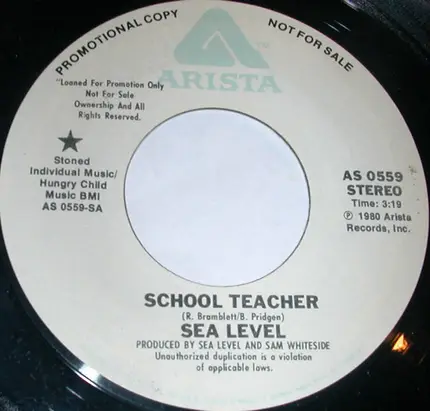 PROMOTIONAL COPY
NOT FOR SALE
ARISTA
TM
"Loaned For Promotion Only
Not For Sale
Ownership And All
Rights Reserved.
Stoned
Individual Music/
Hungry Child
Music BMI
AS 0559-SA
AS 0559
STEREO
Time: 3:19
Ⓟ 1980 Arista
Records, Inc.
SCHOOL TEACHER
(R. Bramblett/B. Pridgen)
SEA LEVEL
PRODUCED BY SEA LEVEL AND SAM WHITESIDE
Unauthorized duplication is a violation
of applicable laws.